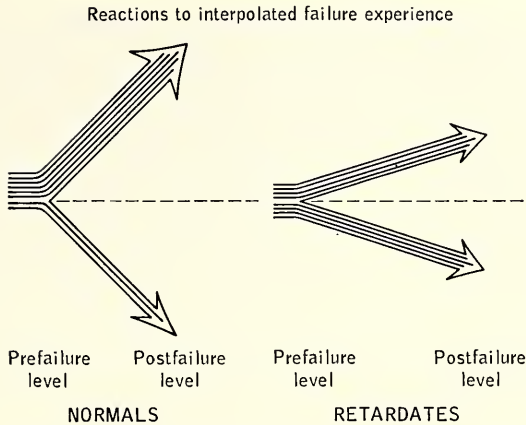 Reactions to interpolated failure experience
Prefailure level
Postfailure level
Prefailure level
Postfailure level
NORMALS
RETARDATES